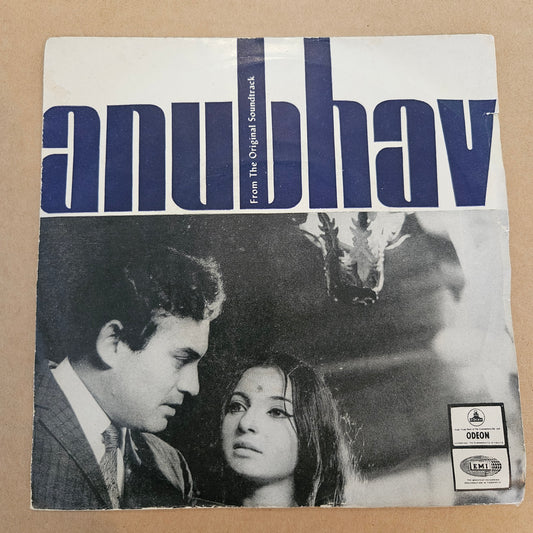 anubhav
From The Original Soundtrack
ODEON
EMI